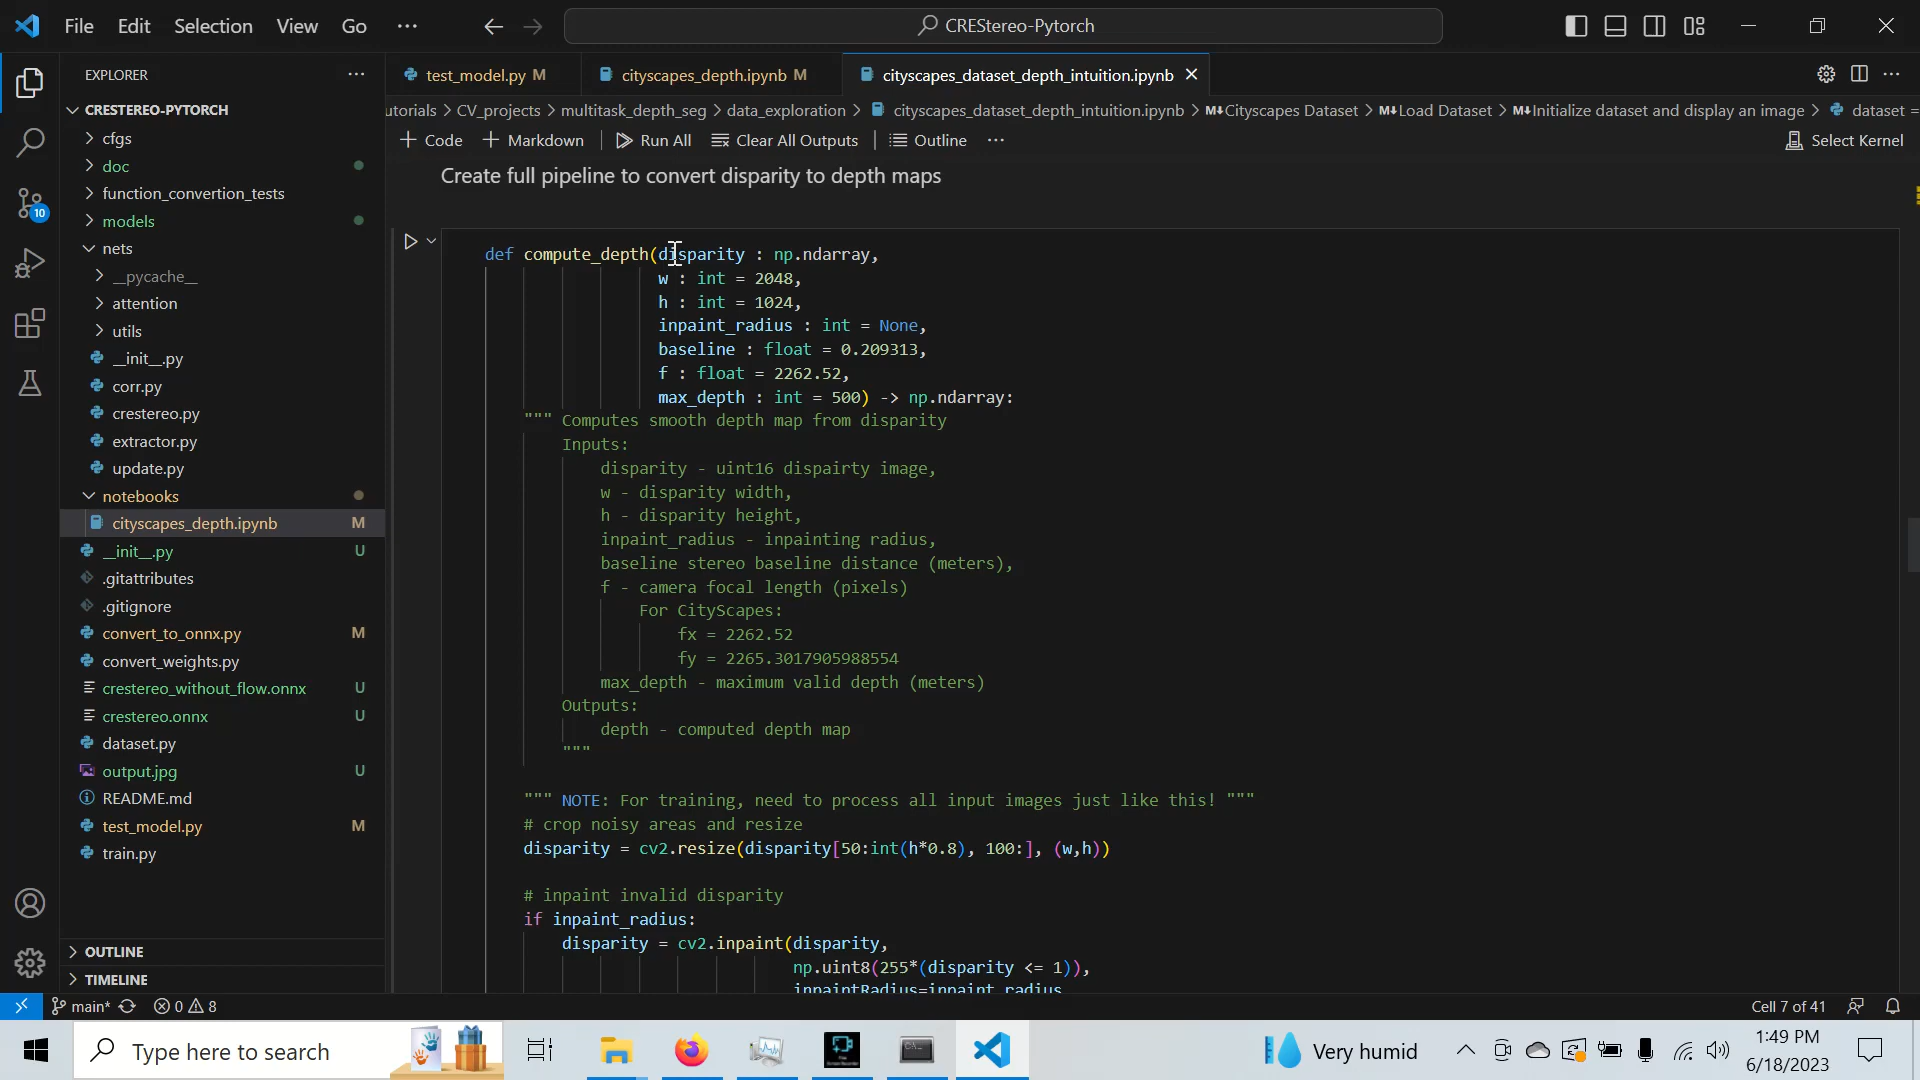 File Edit Selection View Go ···
CREStereo-Pytorch
EXPLORER ···
test_model.py M
cityscapes_depth.ipynb M
cityscapes_dataset_depth_intuition.ipynb
CRESTEREO-PYTORCH
cfgs
doc
function_convertion_tests
models
nets
__pycache__
attention
utils
__init__.py
corr.py
crestereo.py
extractor.py
update.py
notebooks
cityscapes_depth.ipynb M
__init__.py U
.gitattributes
.gitignore
convert_to_onnx.py M
convert_weights.py
crestereo_without_flow.onnx U
crestereo.onnx U
dataset.py
output.jpg U
README.md
test_model.py M
train.py
OUTLINE
TIMELINE
10
utorials > CV_projects > multitask_depth_seg > data_exploration > cityscapes_dataset_depth_intuition.ipynb > M↓Cityscapes Dataset > M↓Load Dataset > M↓Initialize dataset and display an image > dataset =
+ Code + Markdown Run All Clear All Outputs Outline ··· Select Kernel
Create full pipeline to convert disparity to depth maps
def compute_depth(disparity : np.ndarray,
w : int = 2048,
h : int = 1024,
inpaint_radius : int = None,
baseline : float = 0.209313,
f : float = 2262.52,
max_depth : int = 500) -> np.ndarray:
""" Computes smooth depth map from disparity
Inputs:
disparity - uint16 dispairty image,
w - disparity width,
h - disparity height,
inpaint_radius - inpainting radius,
baseline stereo baseline distance (meters),
f - camera focal length (pixels)
For CityScapes:
fx = 2262.52
fy = 2265.3017905988554
max_depth - maximum valid depth (meters)
Outputs:
depth - computed depth map
"""
""" NOTE: For training, need to process all input images just like this! """
# crop noisy areas and resize
disparity = cv2.resize(disparity[50:int(h*0.8), 100:], (w,h))
# inpaint invalid disparity
if inpaint_radius:
disparity = cv2.inpaint(disparity,
np.uint8(255*(disparity <= 1)),
inpaintRadius=inpaint_radius
main* 0 8
Cell 7 of 41
Type here to search
Very humid
1:49 PM
6/18/2023